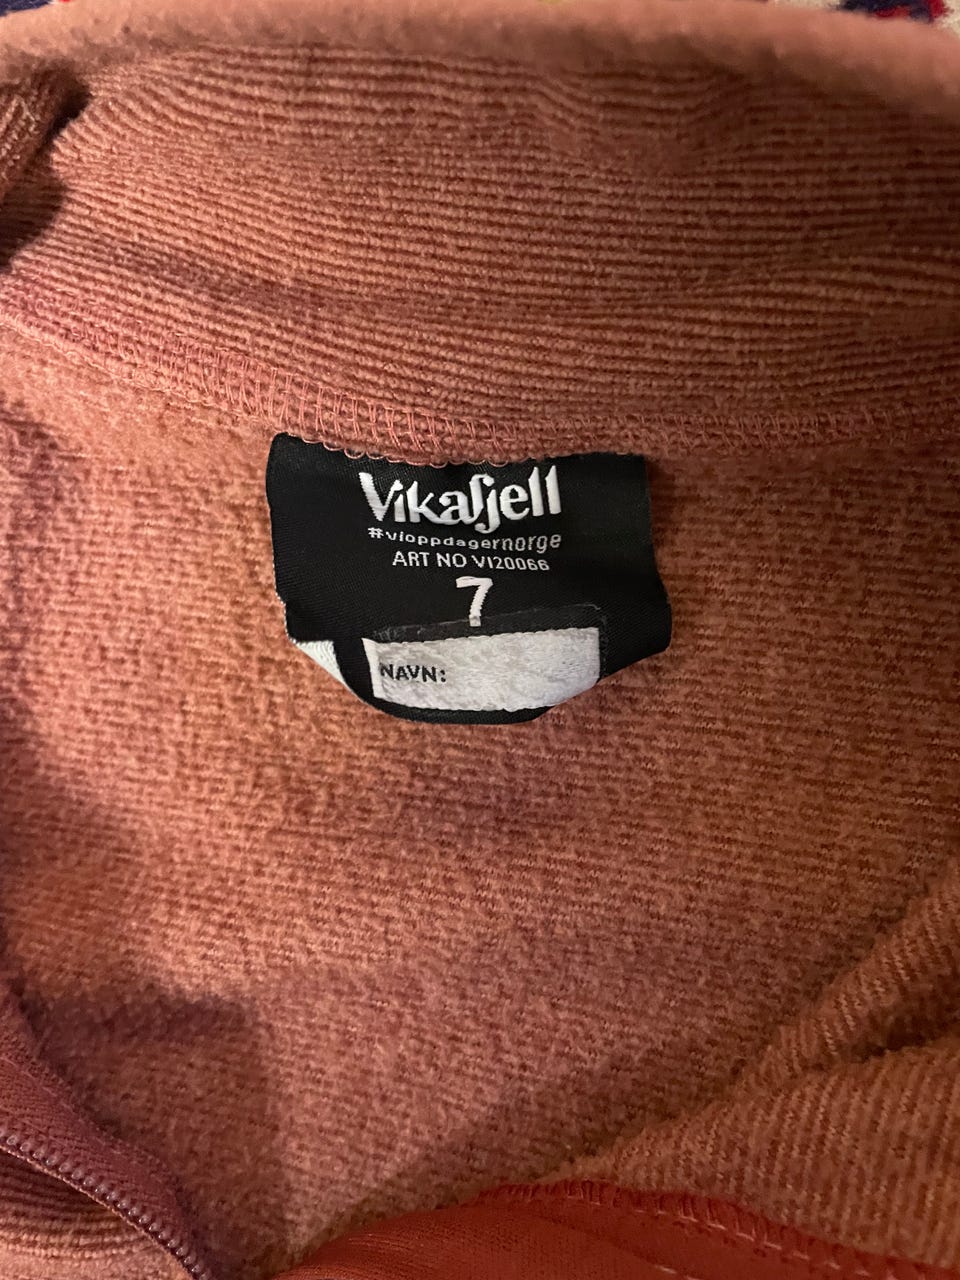 Vikafjell
#vioppdagernorge
ART NO VI20066
7
NAVN: